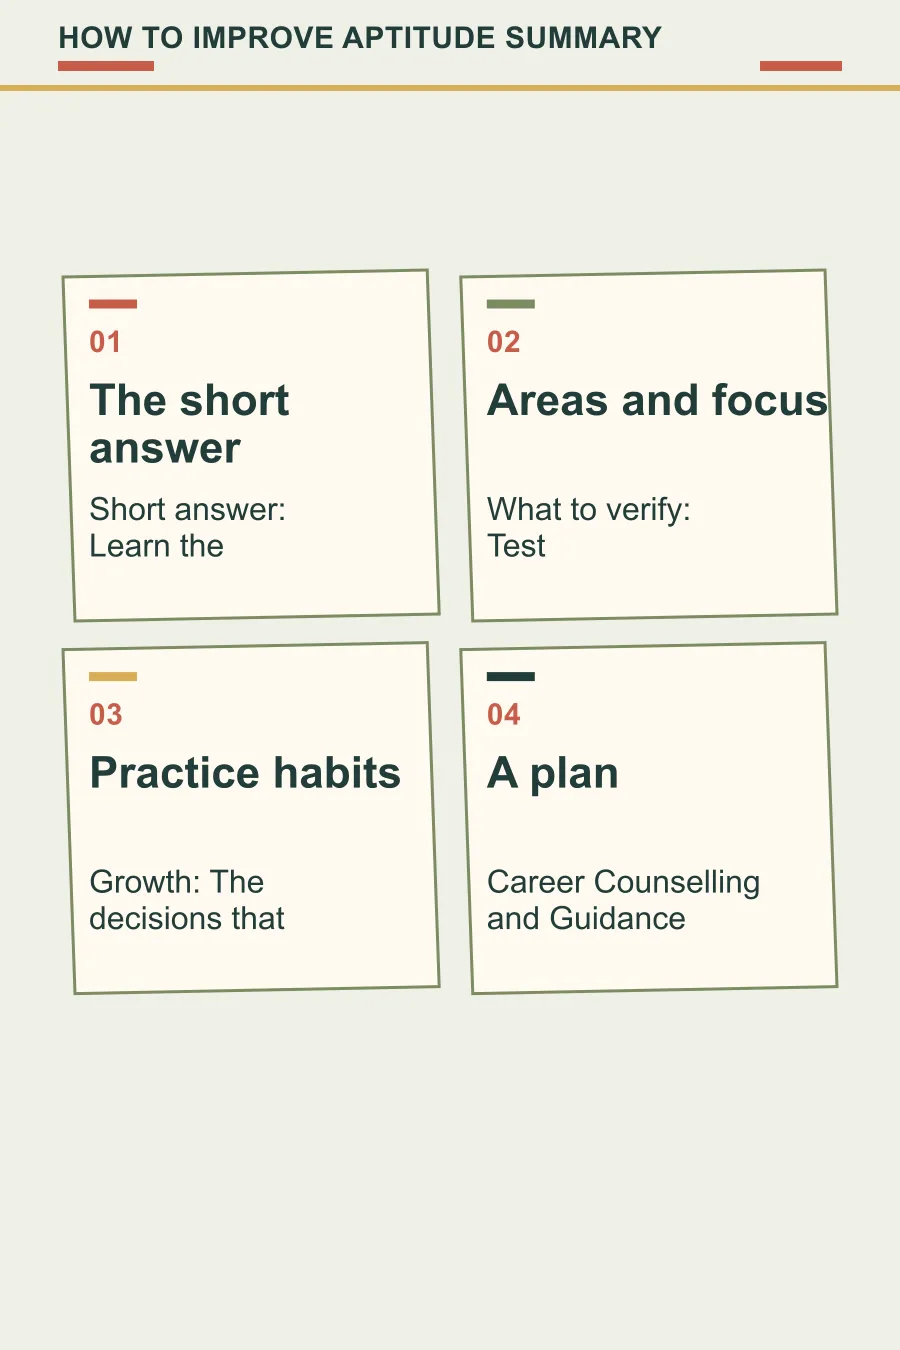 HOW TO IMPROVE APTITUDE SUMMARY
01
The short
answer
Short answer:
Learn the
02
Areas and focus
What to verify:
Test
03
Practice habits
Growth: The
decisions that
04
A plan
Career Counselling
and Guidance